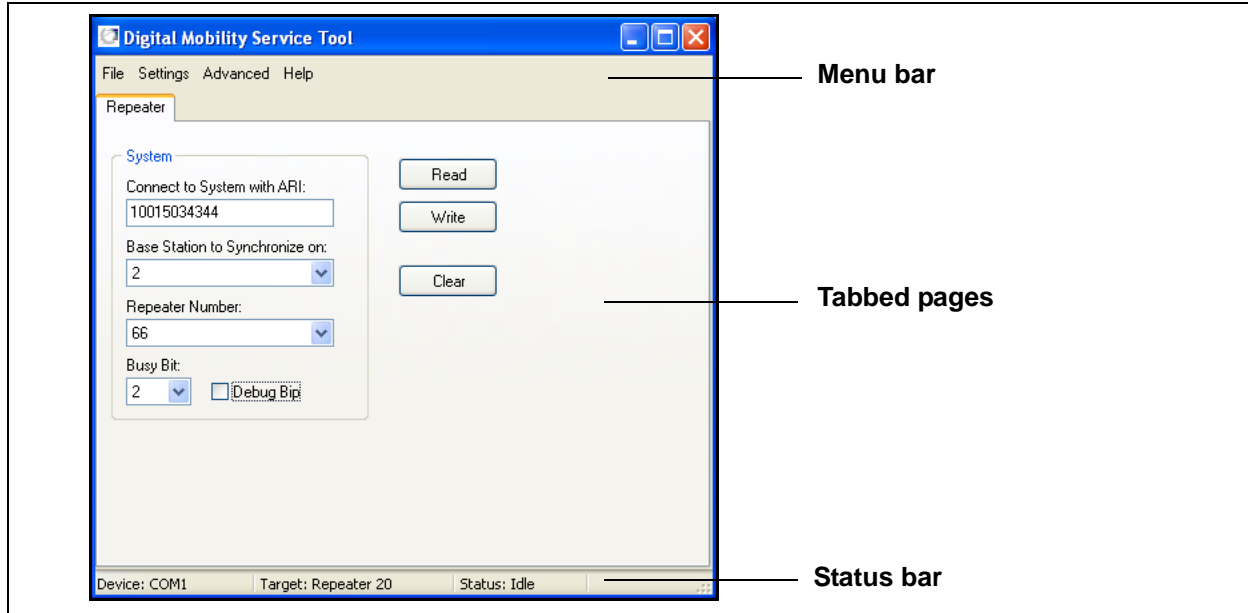 Digital Mobility Service Tool
File Settings Advanced Help
Menu bar
Repeater
System
Connect to System with ARI:
10015034344
Read
Write
Base Station to Synchronize on:
2
Clear
Tabbed pages
Repeater Number:
66
Busy Bit:
2
Debug Bip
Device: COM1
Target: Repeater 20
Status: Idle
Status bar